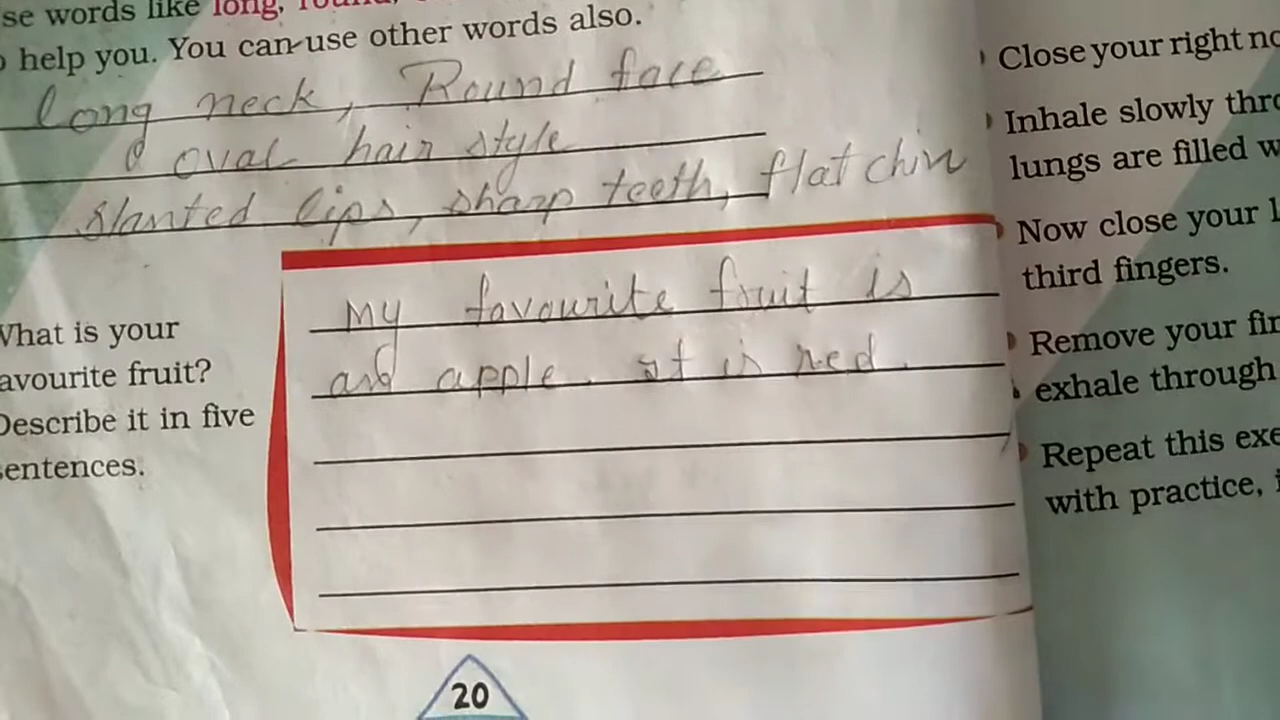 se words like long, round,
help you. You can use other words also.
long neck, Round face
oval hair style
slanted lips, sharp teeth, flat chin
What is your
favourite fruit?
Describe it in five
sentences.
My favourite fruit is
apple. It is red.
20
Close your right no
Inhale slowly thro
lungs are filled w
Now close your l
third fingers.
Remove your fin
exhale through
Repeat this exe
with practice, i